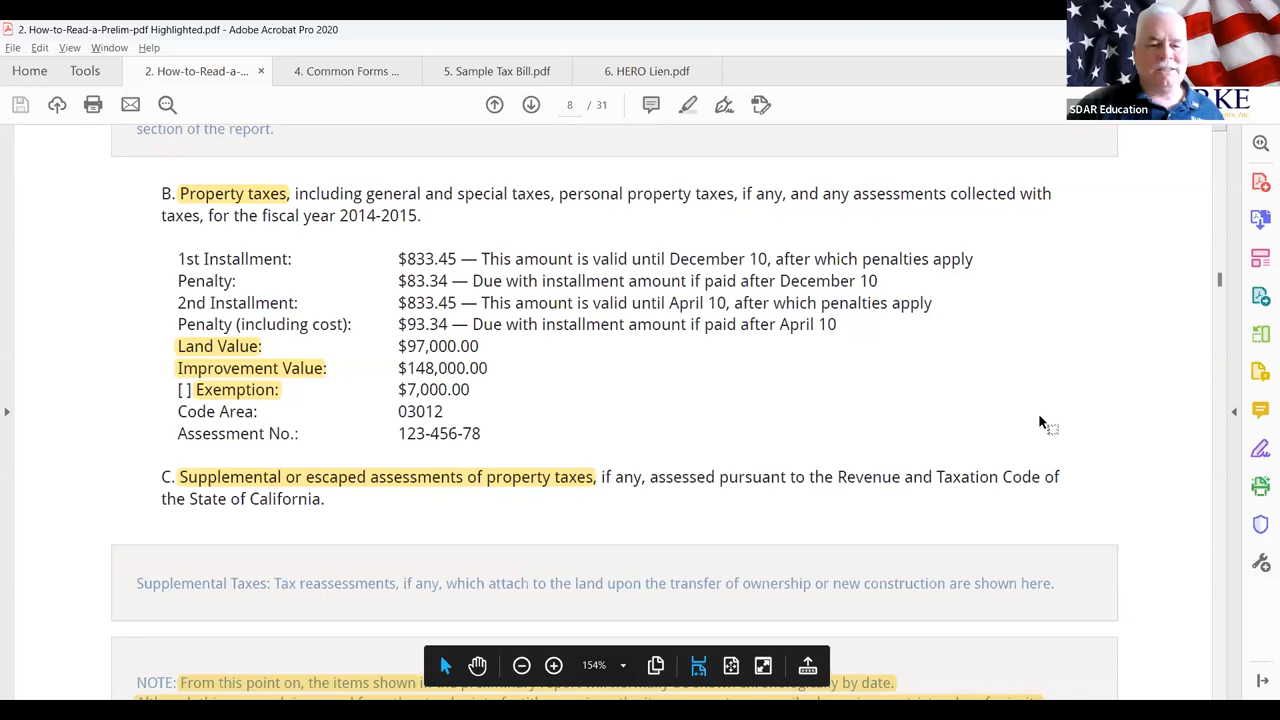 2. How-to-Read-a-Prelim-pdf Highlighted.pdf - Adobe Acrobat Pro 2020
File Edit View Window Help
Home Tools 2. How-to-Read-a-... × 4. Common Forms ... 5. Sample Tax Bill.pdf 6. HERO Lien.pdf
8 / 31
SDAR Education
RKE
section of the report.
B. Property taxes, including general and special taxes, personal property taxes, if any, and any assessments collected with
taxes, for the fiscal year 2014-2015.
1st Installment: $833.45 — This amount is valid until December 10, after which penalties apply
Penalty: $83.34 — Due with installment amount if paid after December 10
2nd Installment: $833.45 — This amount is valid until April 10, after which penalties apply
Penalty (including cost): $93.34 — Due with installment amount if paid after April 10
Land Value: $97,000.00
Improvement Value: $148,000.00
[ ] Exemption: $7,000.00
Code Area: 03012
Assessment No.: 123-456-78
C. Supplemental or escaped assessments of property taxes, if any, assessed pursuant to the Revenue and Taxation Code of
the State of California.
Supplemental Taxes: Tax reassessments, if any, which attach to the land upon the transfer of ownership or new construction are shown here.
154%
NOTE: From this point on, the items shown by date.